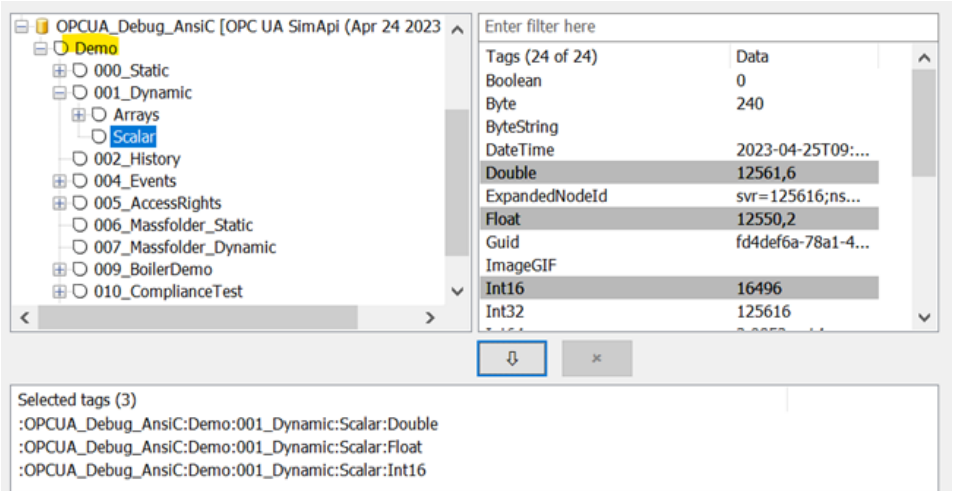 OPCUA_Debug_AnsiC [OPC UA SimApi (Apr 24 2023
Demo
000_Static
001_Dynamic
Arrays
Scalar
002_History
004_Events
005_AccessRights
006_Massfolder_Static
007_Massfolder_Dynamic
009_BoilerDemo
010_ComplianceTest
Enter filter here
Tags (24 of 24) Data
Boolean 0
Byte 240
ByteString
DateTime 2023-04-25T09:...
Double 12561,6
ExpandedNodeId svr=125616;ns...
Float 12550,2
Guid fd4def6a-78a1-4...
ImageGIF
Int16 16496
Int32 125616
Selected tags (3)
:OPCUA_Debug_AnsiC:Demo:001_Dynamic:Scalar:Double
:OPCUA_Debug_AnsiC:Demo:001_Dynamic:Scalar:Float
:OPCUA_Debug_AnsiC:Demo:001_Dynamic:Scalar:Int16